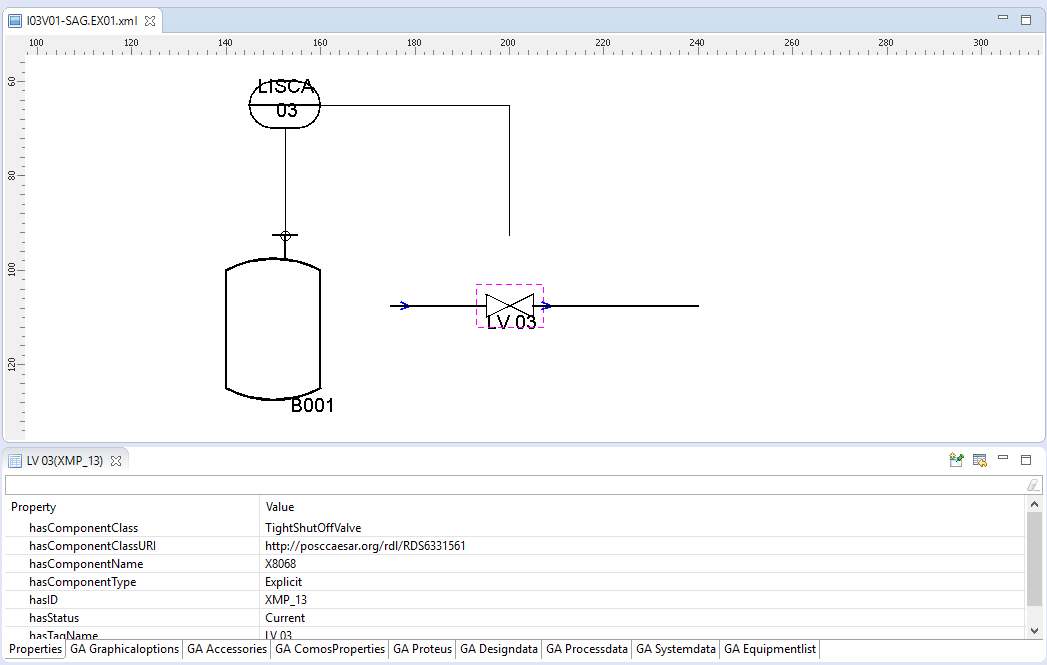 I03V01-SAG.EX01.xml
100 120 140 160 180 200 220 240 260 280 300
60
80
100
120
LISCA
03
LV 03
B001
LV 03(XMP_13)
Property Value
hasComponentClass TightShutOffValve
hasComponentClassURI http://posccaesar.org/rdl/RDS6331561
hasComponentName X8068
hasComponentType Explicit
hasID XMP_13
hasStatus Current
hasTagName LV 03
Properties GA Graphicaloptions GA Accessories GA ComosProperties GA Proteus GA Designdata GA Processdata GA Systemdata GA Equipmentlist